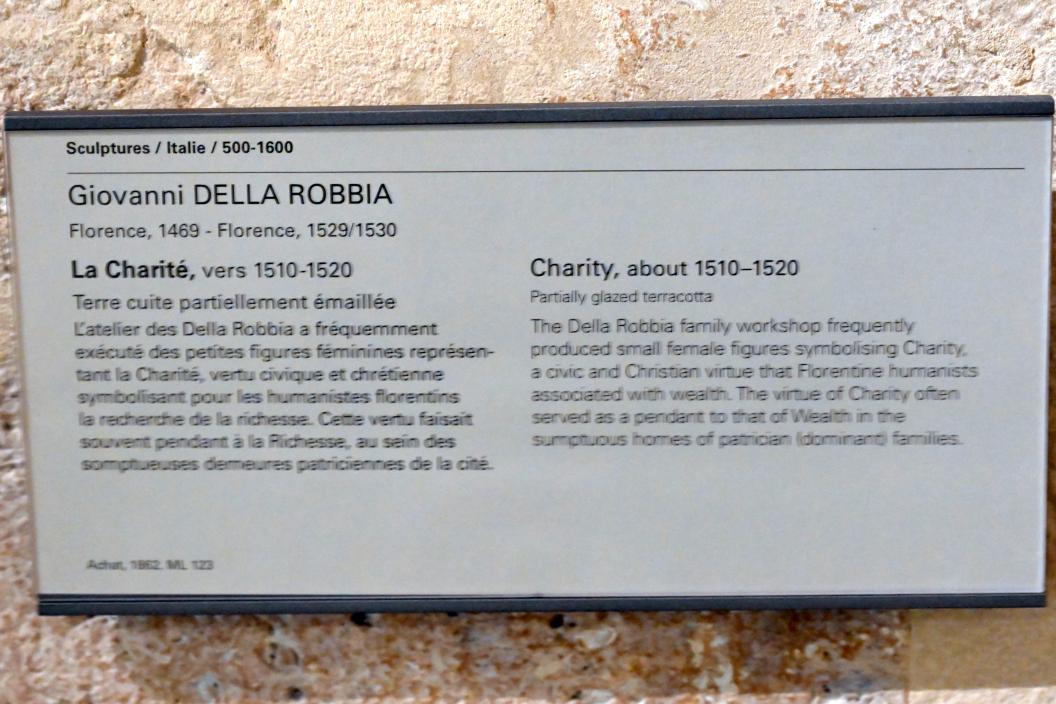 Sculptures / Italie / 500-1600
Giovanni DELLA ROBBIA
Florence, 1469 - Florence, 1529/1530
La Charité, vers 1510-1520
Terre cuite partiellement émaillée
L'atelier des Della Robbia a fréquemment
exécuté des petites figures féminines représen-
tant la Charité, vertu civique et chrétienne
symbolisant pour les humanistes florentins
la recherche de la richesse. Cette vertu faisait
souvent pendant à la Richesse, au sein des
somptueuses demeures patriciennes de la cité.
Charity, about 1510–1520
Partially glazed terracotta
The Della Robbia family workshop frequently
produced small female figures symbolising Charity,
a civic and Christian virtue that Florentine humanists
associated with wealth. The virtue of Charity often
served as a pendant to that of Wealth in the
sumptuous homes of patrician (dominant) families.
Achat, 1862. ML 123